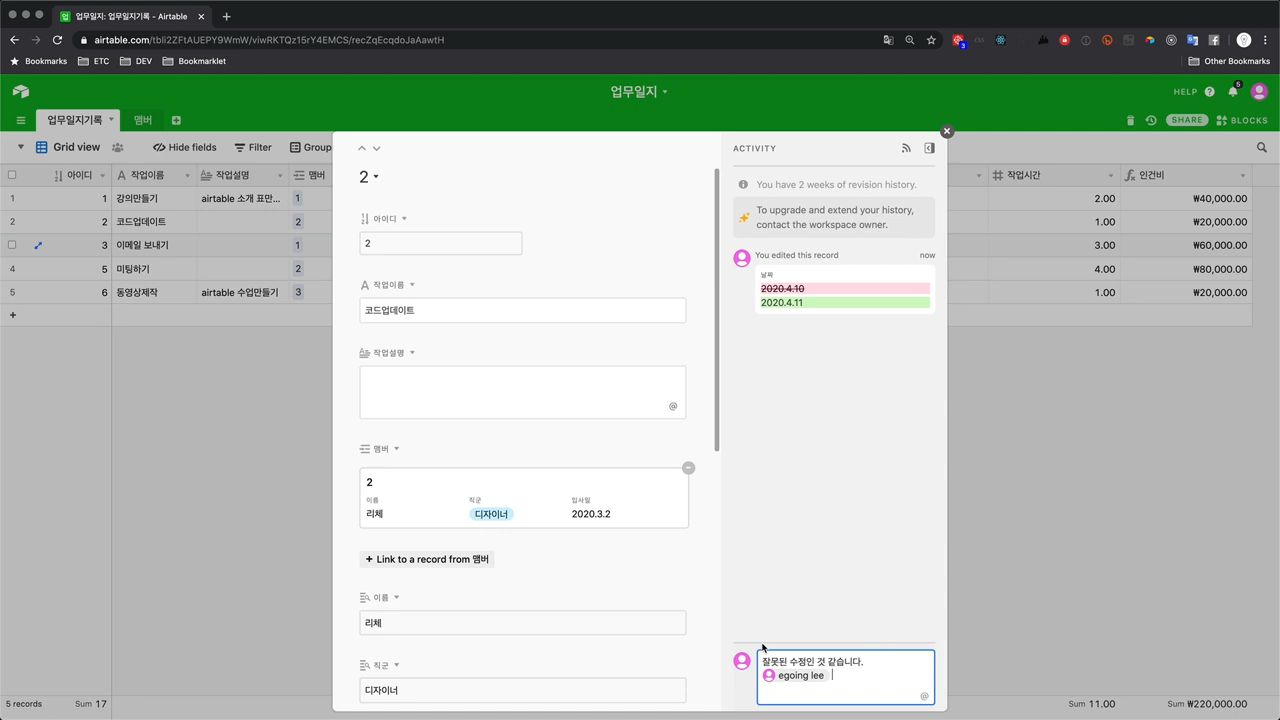 업무일지: 업무일지기록 - Airtable
airtable.com/tbli2ZFtAUEPY9WmW/viwRKTQz15rY4EMCS/recZqEcqdoJaAawtH
Bookmarks ETC DEV Bookmarklet Other Bookmarks
업무일지 HELP 5
업무일지기록 맴버 SHARE BLOCKS
Grid view Hide fields Filter Group
아이디 작업이름 작업설명 맴버 작업시간 인건비
1 1 강의만들기 airtable 소개 표만... 1 2.00 ₩40,000.00
2 2 코드업데이트 2 1.00 ₩20,000.00
3 이메일 보내기 1 3.00 ₩60,000.00
4 5 미팅하기 2 4.00 ₩80,000.00
5 6 동영상제작 airtable 수업만들기 3 1.00 ₩20,000.00
2
아이디
2
작업이름
코드업데이트
작업설명
@
맴버
2
이름 직군 입사일
리체 디자이너 2020.3.2
+ Link to a record from 맴버
이름
리체
직군
디자이너
ACTIVITY
You have 2 weeks of revision history.
To upgrade and extend your history,
contact the workspace owner.
You edited this record now
날짜
2020.4.10
2020.4.11
잘못된 수정인 것 같습니다.
egoing lee
@
5 records Sum 17 Sum 11.00 Sum ₩220,000.00